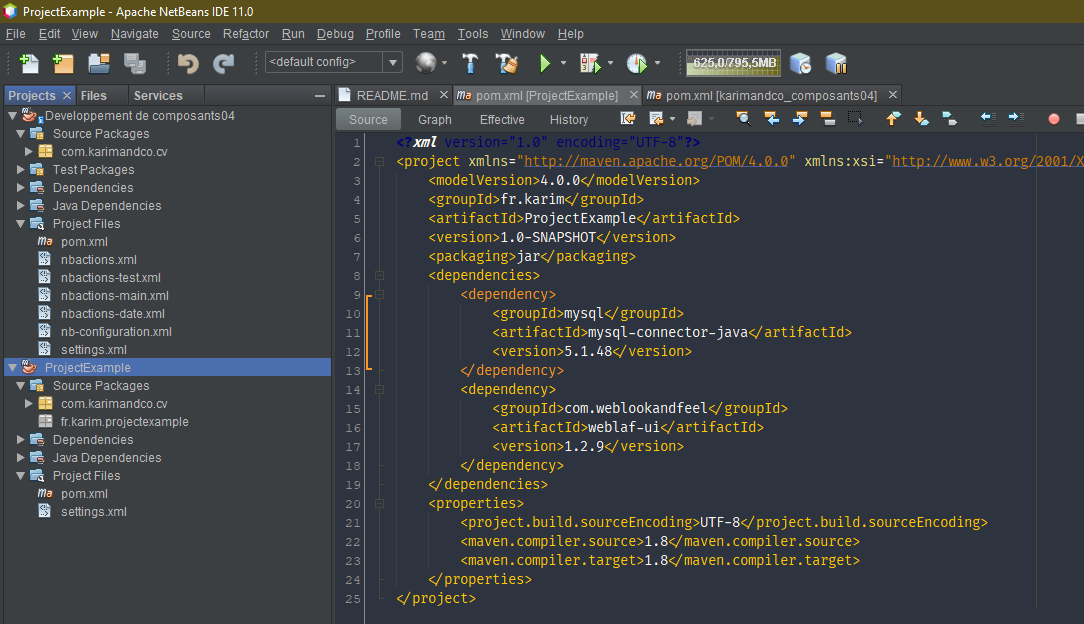 ProjectExample - Apache NetBeans IDE 11.0
File Edit View Navigate Source Refactor Run Debug Profile Team Tools Window Help
<default config> 625,0/795,5MB
Projects Files Services
README.md pom.xml [ProjectExample] pom.xml [karimandco_composants04]
Source Graph Effective History
Developpement de composants04
Source Packages
com.karimandco.cv
Test Packages
Dependencies
Java Dependencies
Project Files
pom.xml
nbactions.xml
nbactions-test.xml
nbactions-main.xml
nbactions-date.xml
nb-configuration.xml
settings.xml
ProjectExample
Source Packages
com.karimandco.cv
fr.karim.projectexample
Dependencies
Java Dependencies
Project Files
pom.xml
settings.xml
1 <?xml version="1.0" encoding="UTF-8"?>
2 <project xmlns="http://maven.apache.org/POM/4.0.0" xmlns:xsi="http://www.w3.org/2001/X
3 <modelVersion>4.0.0</modelVersion>
4 <groupId>fr.karim</groupId>
5 <artifactId>ProjectExample</artifactId>
6 <version>1.0-SNAPSHOT</version>
7 <packaging>jar</packaging>
8 <dependencies>
9 <dependency>
10 <groupId>mysql</groupId>
11 <artifactId>mysql-connector-java</artifactId>
12 <version>5.1.48</version>
13 </dependency>
14 <dependency>
15 <groupId>com.weblookandfeel</groupId>
16 <artifactId>weblaf-ui</artifactId>
17 <version>1.2.9</version>
18 </dependency>
19 </dependencies>
20 <properties>
21 <project.build.sourceEncoding>UTF-8</project.build.sourceEncoding>
22 <maven.compiler.source>1.8</maven.compiler.source>
23 <maven.compiler.target>1.8</maven.compiler.target>
24 </properties>
25 </project>